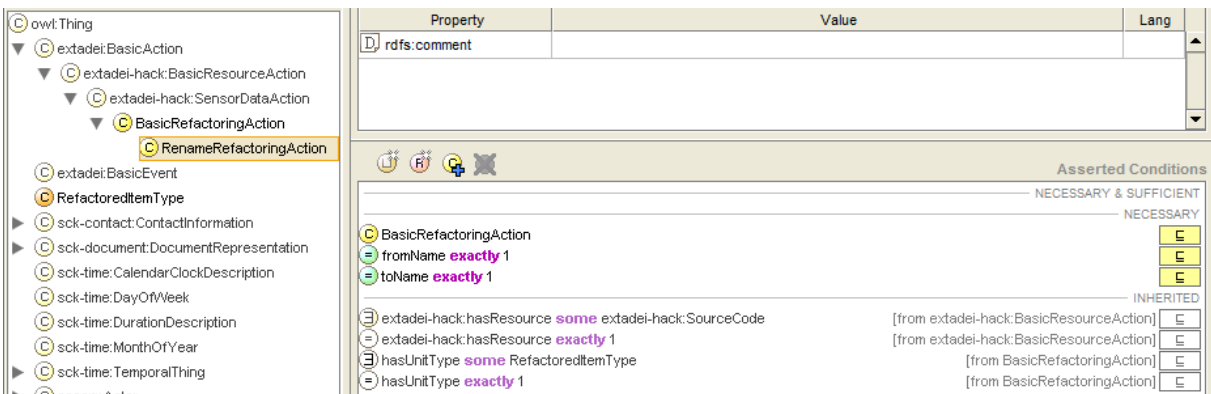 owl:Thing
extadei:BasicAction
extadei-hack:BasicResourceAction
extadei-hack:SensorDataAction
BasicRefactoringAction
RenameRefactoringAction
extadei:BasicEvent
RefactoredItemType
sck-contact:ContactInformation
sck-document:DocumentRepresentation
sck-time:CalendarClockDescription
sck-time:DayOfWeek
sck-time:DurationDescription
sck-time:MonthOfYear
sck-time:TemporalThing
Property Value Lang
rdfs:comment
Asserted Conditions
NECESSARY & SUFFICIENT
NECESSARY
BasicRefactoringAction
fromName exactly 1
toName exactly 1
INHERITED
extadei-hack:hasResource some extadei-hack:SourceCode [from extadei-hack:BasicResourceAction]
extadei-hack:hasResource exactly 1 [from extadei-hack:BasicResourceAction]
hasUnitType some RefactoredItemType [from BasicRefactoringAction]
hasUnitType exactly 1 [from BasicRefactoringAction]